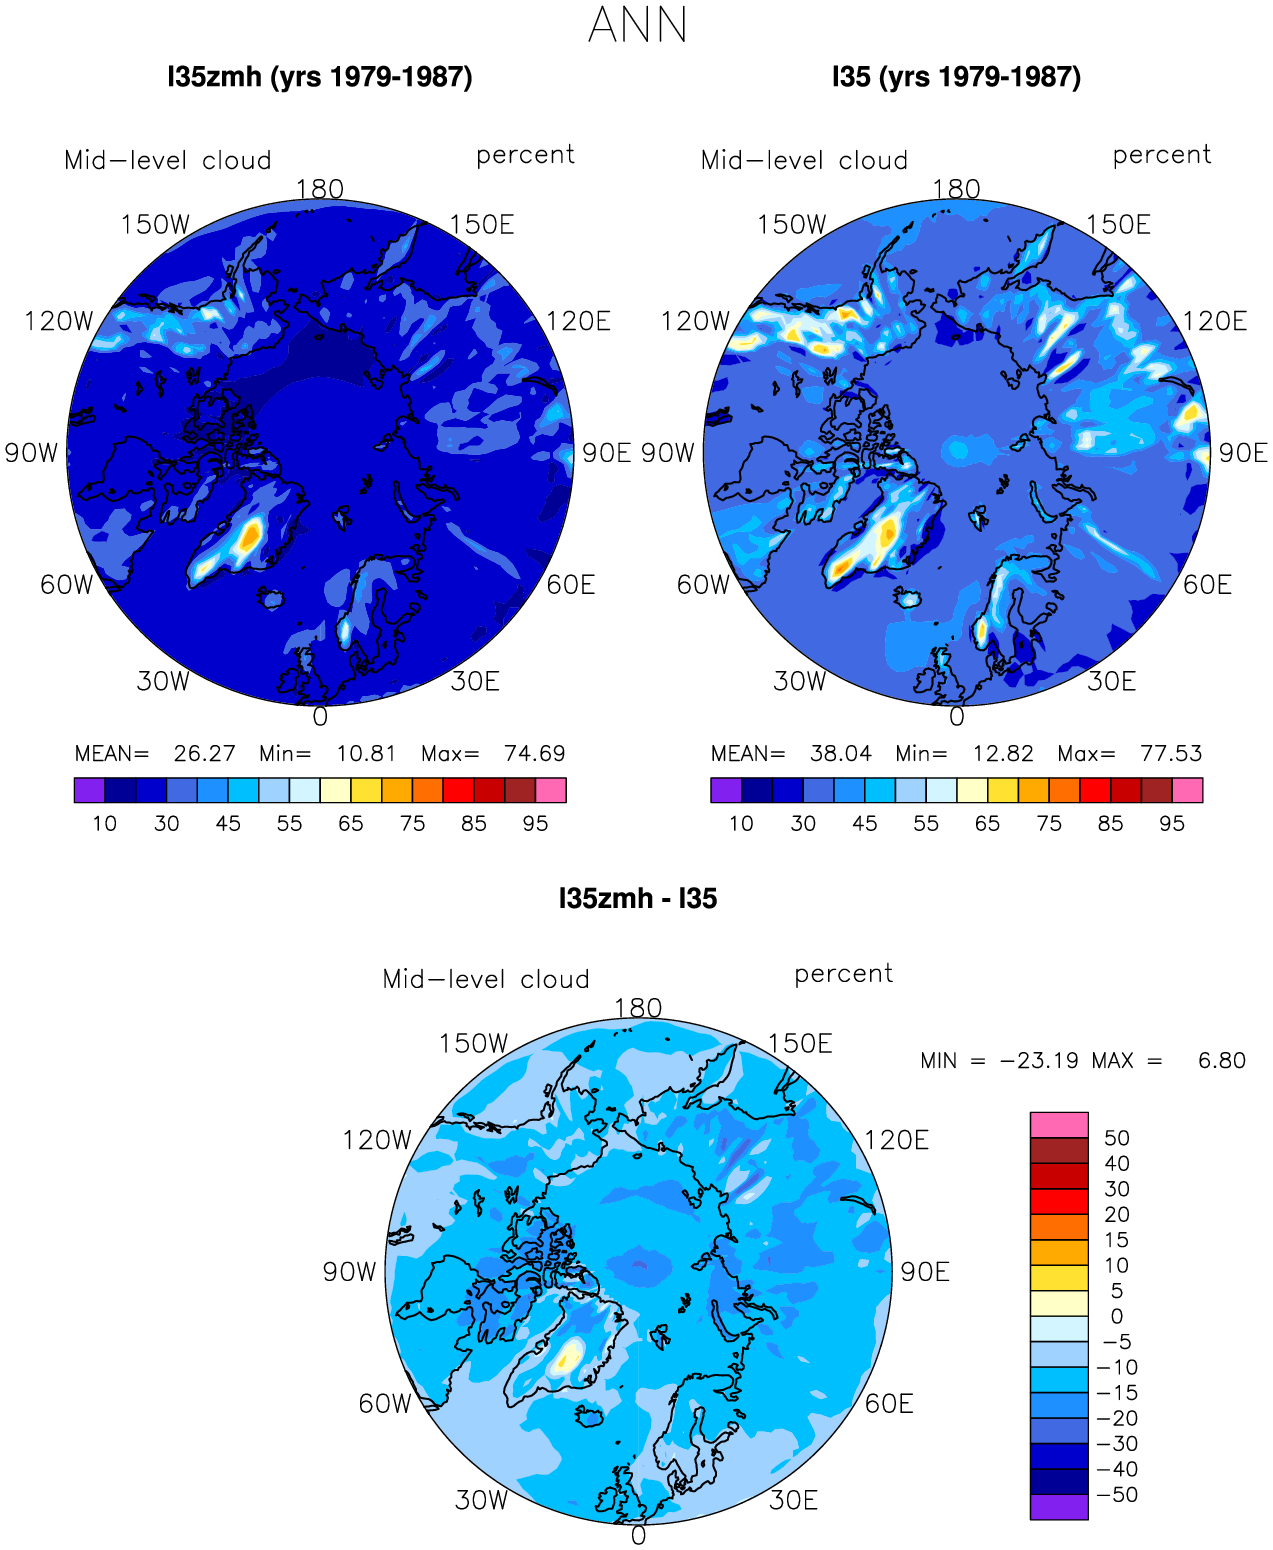 ANN
I35zmh (yrs 1979-1987)
I35 (yrs 1979-1987)
Mid-level cloud percent
Mid-level cloud percent
180
150W 150E
120W 120E
90W 90E
60W 60E
30W 30E
0
180
150W 150E
120W 120E
90W 90E
60W 60E
30W 30E
0
MEAN= 26.27 Min= 10.81 Max= 74.69
10 30 45 55 65 75 85 95
MEAN= 38.04 Min= 12.82 Max= 77.53
10 30 45 55 65 75 85 95
I35zmh - I35
Mid-level cloud percent
180
150W 150E
120W 120E
90W 90E
60W 60E
30W 30E
0
MIN = -23.19 MAX = 6.80
50
40
30
20
15
10
5
0
-5
-10
-15
-20
-30
-40
-50